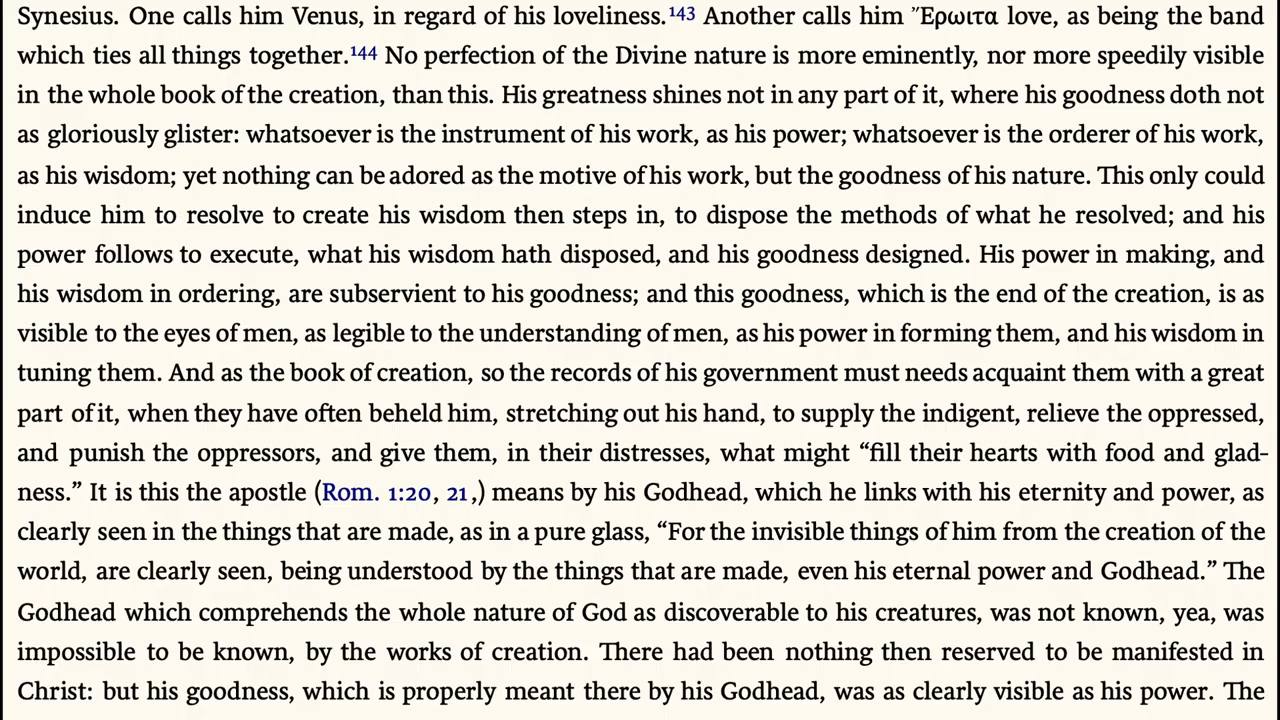 Synesius. One calls him Venus, in regard of his loveliness.143 Another calls him Ἔρωιτα love, as being the band
which ties all things together.144 No perfection of the Divine nature is more eminently, nor more speedily visible
in the whole book of the creation, than this. His greatness shines not in any part of it, where his goodness doth not
as gloriously glister: whatsoever is the instrument of his work, as his power; whatsoever is the orderer of his work,
as his wisdom; yet nothing can be adored as the motive of his work, but the goodness of his nature. This only could
induce him to resolve to create his wisdom then steps in, to dispose the methods of what he resolved; and his
power follows to execute, what his wisdom hath disposed, and his goodness designed. His power in making, and
his wisdom in ordering, are subservient to his goodness; and this goodness, which is the end of the creation, is as
visible to the eyes of men, as legible to the understanding of men, as his power in forming them, and his wisdom in
tuning them. And as the book of creation, so the records of his government must needs acquaint them with a great
part of it, when they have often beheld him, stretching out his hand, to supply the indigent, relieve the oppressed,
and punish the oppressors, and give them, in their distresses, what might “fill their hearts with food and glad-
ness.” It is this the apostle (Rom. 1:20, 21,) means by his Godhead, which he links with his eternity and power, as
clearly seen in the things that are made, as in a pure glass, “For the invisible things of him from the creation of the
world, are clearly seen, being understood by the things that are made, even his eternal power and Godhead.” The
Godhead which comprehends the whole nature of God as discoverable to his creatures, was not known, yea, was
impossible to be known, by the works of creation. There had been nothing then reserved to be manifested in
Christ: but his goodness, which is properly meant there by his Godhead, was as clearly visible as his power. The